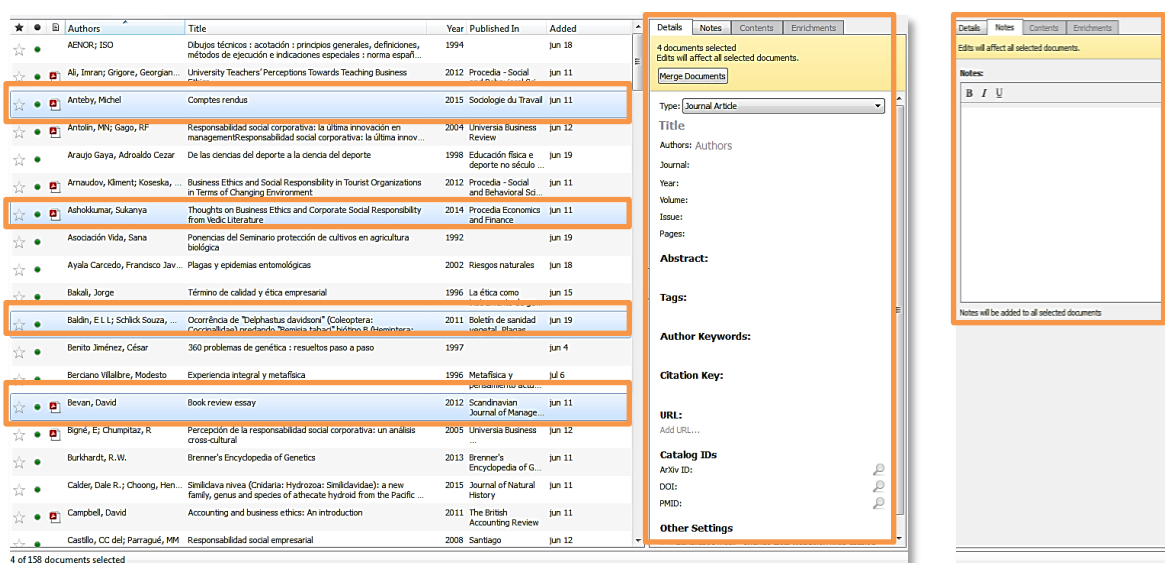 Authors Title Year Published In Added
AENOR; ISO Dibujos técnicos : acotación : principios generales, definiciones, 1994 jun 18
métodos de ejecución e indicaciones especiales : norma españ...
Ali, Imran; Grigore, Georgian... University Teachers' Perceptions Towards Teaching Business 2012 Procedia - Social jun 11
Anteby, Michel Comptes rendus 2015 Sociologie du Travail jun 11
Antolín, MN; Gago, RF Responsabilidad social corporativa: la última innovación en 2004 Universia Business jun 12
managementResponsabilidad social corporativa: la última innov... Review
Araujo Gaya, Adroaldo Cezar De las ciencias del deporte a la ciencia del deporte 1998 Educación física e jun 19
deporte no século ...
Arnaudov, Kliment; Koseska, ... Business Ethics and Social Responsibility in Tourist Organizations 2012 Procedia - Social jun 11
in Terms of Changing Environment and Behavioral Sci...
Ashokkumar, Sukanya Thoughts on Business Ethics and Corporate Social Responsibility 2014 Procedia Economics jun 11
from Vedic Literature and Finance
Asociación Vida, Sana Ponencias del Seminario protección de cultivos en agricultura 1992 jun 19
biológica
Ayala Carcedo, Francisco Jav... Plagas y epidemias entomológicas 2002 Riesgos naturales jun 18
Bakali, Jorge Término de calidad y ética empresarial 1996 La ética como jun 15
Baldin, E L L; Schlick Souza, ... Ocorrência de "Delphastus davidsoni" (Coleoptera: 2011 Boletín de sanidad jun 19
Coccinallidae) predando "Bemisia tabaci" biótipo B (Hemiptera: vegetal. Plagas
Benito Jiménez, César 360 problemas de genética : resueltos paso a paso 1997 jun 4
Berciano Villalibre, Modesto Experiencia integral y metafísica 1996 Metafísica y jul 6
pensamiento actu...
Bevan, David Book review essay 2012 Scandinavian jun 11
Journal of Manage...
Bigné, E; Chumpitaz, R Percepción de la responsabilidad social corporativa: un análisis 2005 Universia Business jun 12
cross-cultural ...
Burkhardt, R.W. Brenner's Encyclopedia of Genetics 2013 Brenner's jun 11
Encyclopedia of G...
Calder, Dale R.; Choong, Hen... Similiclava nivea (Cnidaria: Hydrozoa: Similiclavidae): a new 2015 Journal of Natural jun 11
family, genus and species of athecate hydroid from the Pacific ... History
Campbell, David Accounting and business ethics: An introduction 2011 The British jun 11
Accounting Review
Castillo, CC del; Parragué, MM Responsabilidad social empresarial 2008 Santiago jun 12
4 of 158 documents selected
Details Notes Contents Enrichments
4 documents selected
Edits will affect all selected documents.
Merge Documents
Type: Journal Article
Title
Authors: Authors
Journal:
Year:
Volume:
Issue:
Pages:
Abstract:
Tags:
Author Keywords:
Citation Key:
URL:
Add URL...
Catalog IDs
ArXiv ID:
DOI:
PMID:
Other Settings
Details Notes Contents Enrichments
Edits will affect all selected documents.
Notes:
B I U
Notes will be added to all selected documents